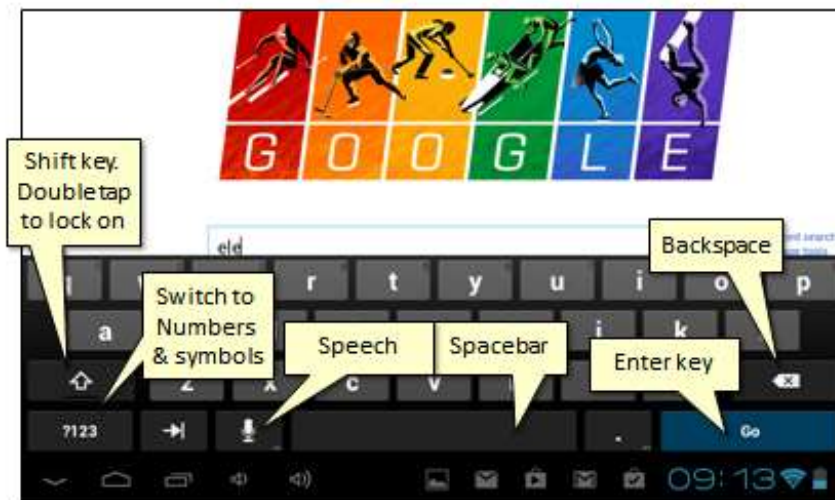 GOOGLE
Shift key.
Double tap
to lock on
ele
Backspace
r t y u i o p
Switch to
Numbers
& symbols
a k
Speech
Spacebar
Enter key
z x c v
?123
.
Go
09:13